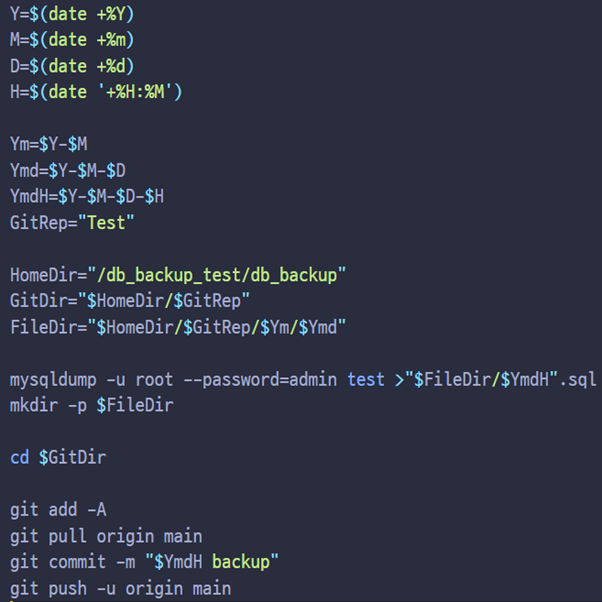 Y=$(date +%Y)
M=$(date +%m)
D=$(date +%d)
H=$(date '+%H:%M')
Ym=$Y-$M
Ymd=$Y-$M-$D
YmdH=$Y-$M-$D-$H
GitRep="Test"
HomeDir="/db_backup_test/db_backup"
GitDir="$HomeDir/$GitRep"
FileDir="$HomeDir/$GitRep/$Ym/$Ymd"
mysqldump -u root --password=admin test >"$FileDir/$YmdH".sql
mkdir -p $FileDir
cd $GitDir
git add -A
git pull origin main
git commit -m "$YmdH backup"
git push -u origin main